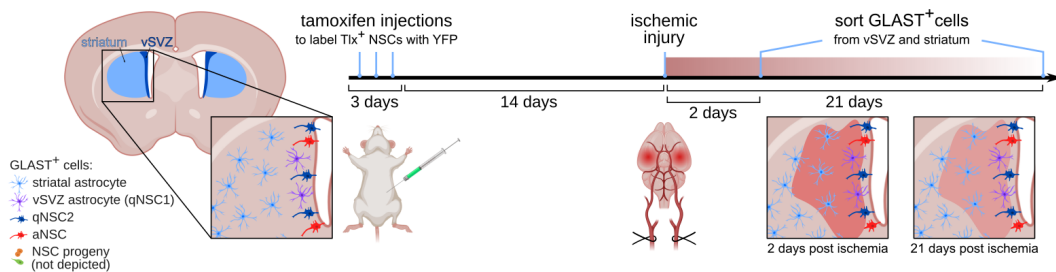 striatum
vSVZ
tamoxifen injections
to label Tlx+ NSCs with YFP
ischemic
injury
sort GLAST+ cells
from vSVZ and striatum
3 days
14 days
2 days
21 days
GLAST+ cells:
striatal astrocyte
vSVZ astrocyte (qNSC1)
qNSC2
aNSC
NSC progeny
(not depicted)
2 days post ischemia
21 days post ischemia